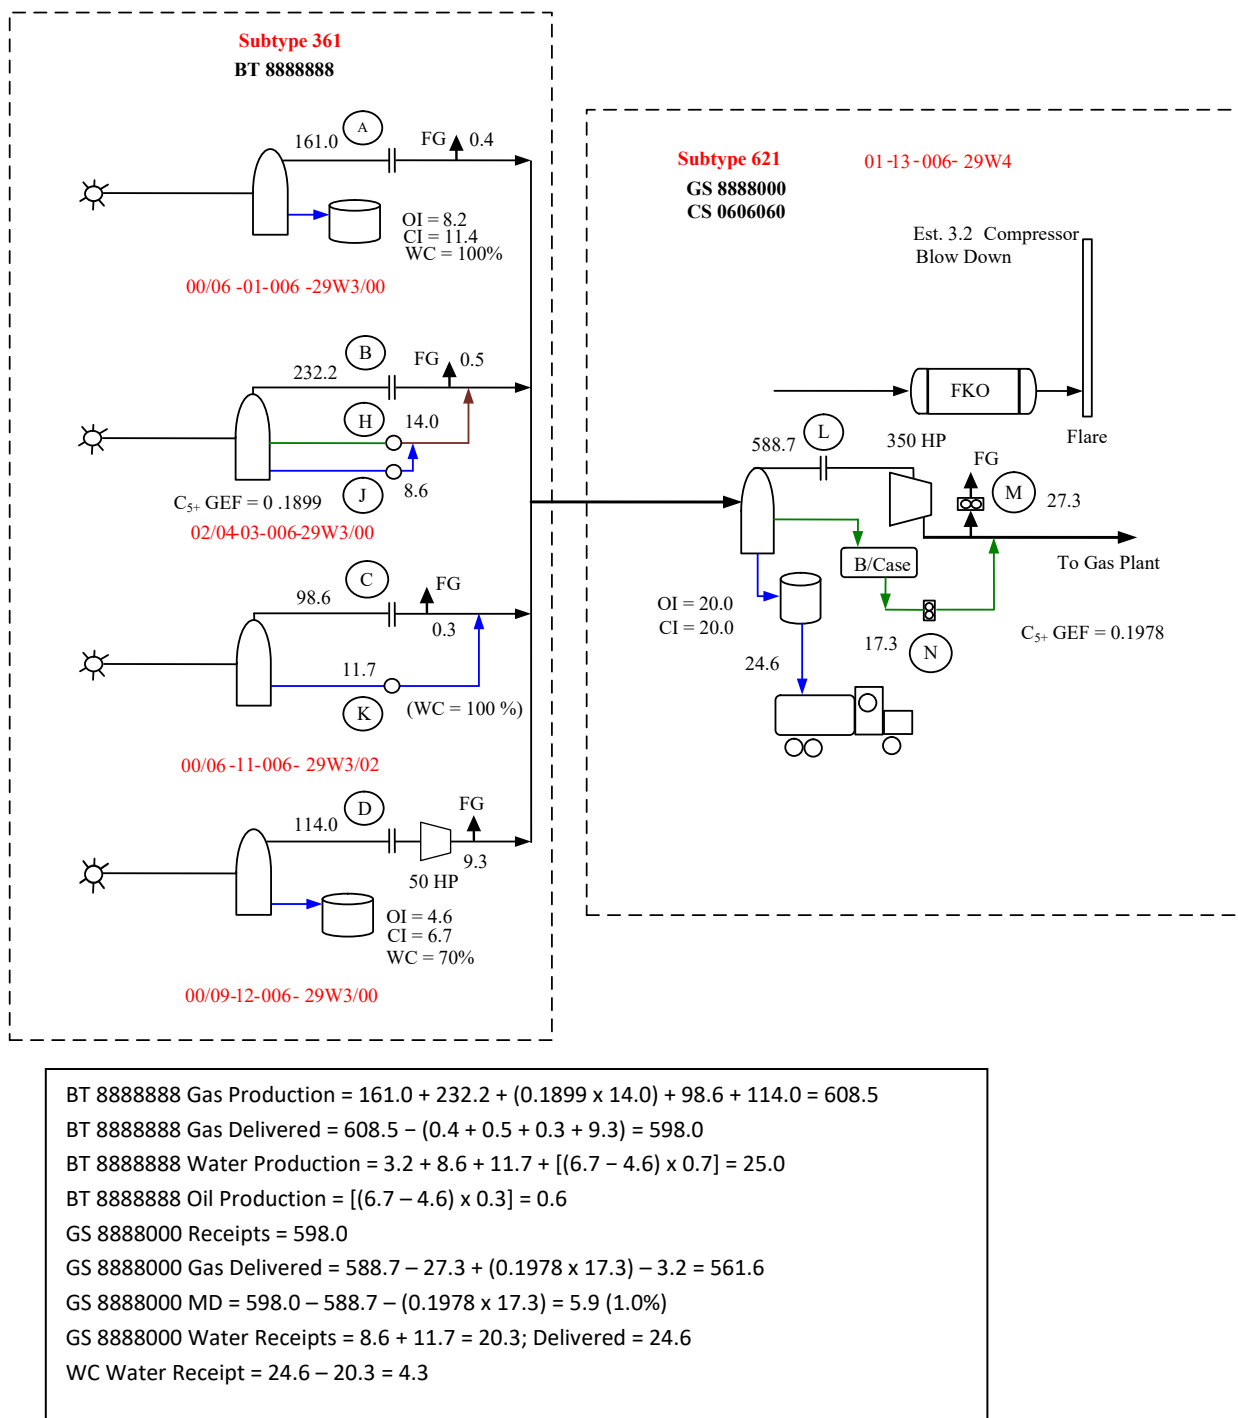 Subtype 361
BT 8888888
161.0
A
FG
0.4
OI = 8.2
CI = 11.4
WC = 100%
00/06 -01-006 -29W3/00
232.2
B
FG
0.5
H
14.0
J
8.6
C5+ GEF = 0 .1899
02/04-03-006-29W3/00
98.6
C
FG
0.3
11.7
K
(WC = 100 %)
00/06 -11-006- 29W3/02
114.0
D
FG
9.3
50 HP
OI = 4.6
CI = 6.7
WC = 70%
00/09-12-006- 29W3/00
Subtype 621
01-13-006- 29W4
GS 8888000
CS 0606060
Est. 3.2 Compressor
Blow Down
FKO
Flare
588.7
L
350 HP
FG
M
27.3
To Gas Plant
B/Case
OI = 20.0
CI = 20.0
17.3
N
C5+ GEF = 0.1978
24.6
BT 8888888 Gas Production = 161.0 + 232.2 + (0.1899 x 14.0) + 98.6 + 114.0 = 608.5
BT 8888888 Gas Delivered = 608.5 – (0.4 + 0.5 + 0.3 + 9.3) = 598.0
BT 8888888 Water Production = 3.2 + 8.6 + 11.7 + [(6.7 – 4.6) x 0.7] = 25.0
BT 8888888 Oil Production = [(6.7 – 4.6) x 0.3] = 0.6
GS 8888000 Receipts = 598.0
GS 8888000 Gas Delivered = 588.7 – 27.3 + (0.1978 x 17.3) – 3.2 = 561.6
GS 8888000 MD = 598.0 – 588.7 – (0.1978 x 17.3) = 5.9 (1.0%)
GS 8888000 Water Receipts = 8.6 + 11.7 = 20.3; Delivered = 24.6
WC Water Receipt = 24.6 – 20.3 = 4.3